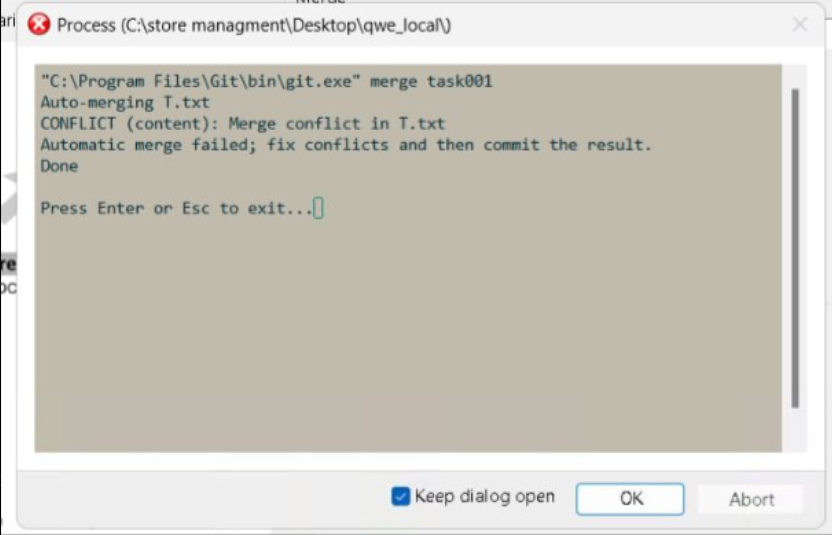 Process (C:\store managment\Desktop\qwe_local\)
"C:\Program Files\Git\bin\git.exe" merge task001
Auto-merging T.txt
CONFLICT (content): Merge conflict in T.txt
Automatic merge failed; fix conflicts and then commit the result.
Done
Press Enter or Esc to exit...
Keep dialog open
OK
Abort